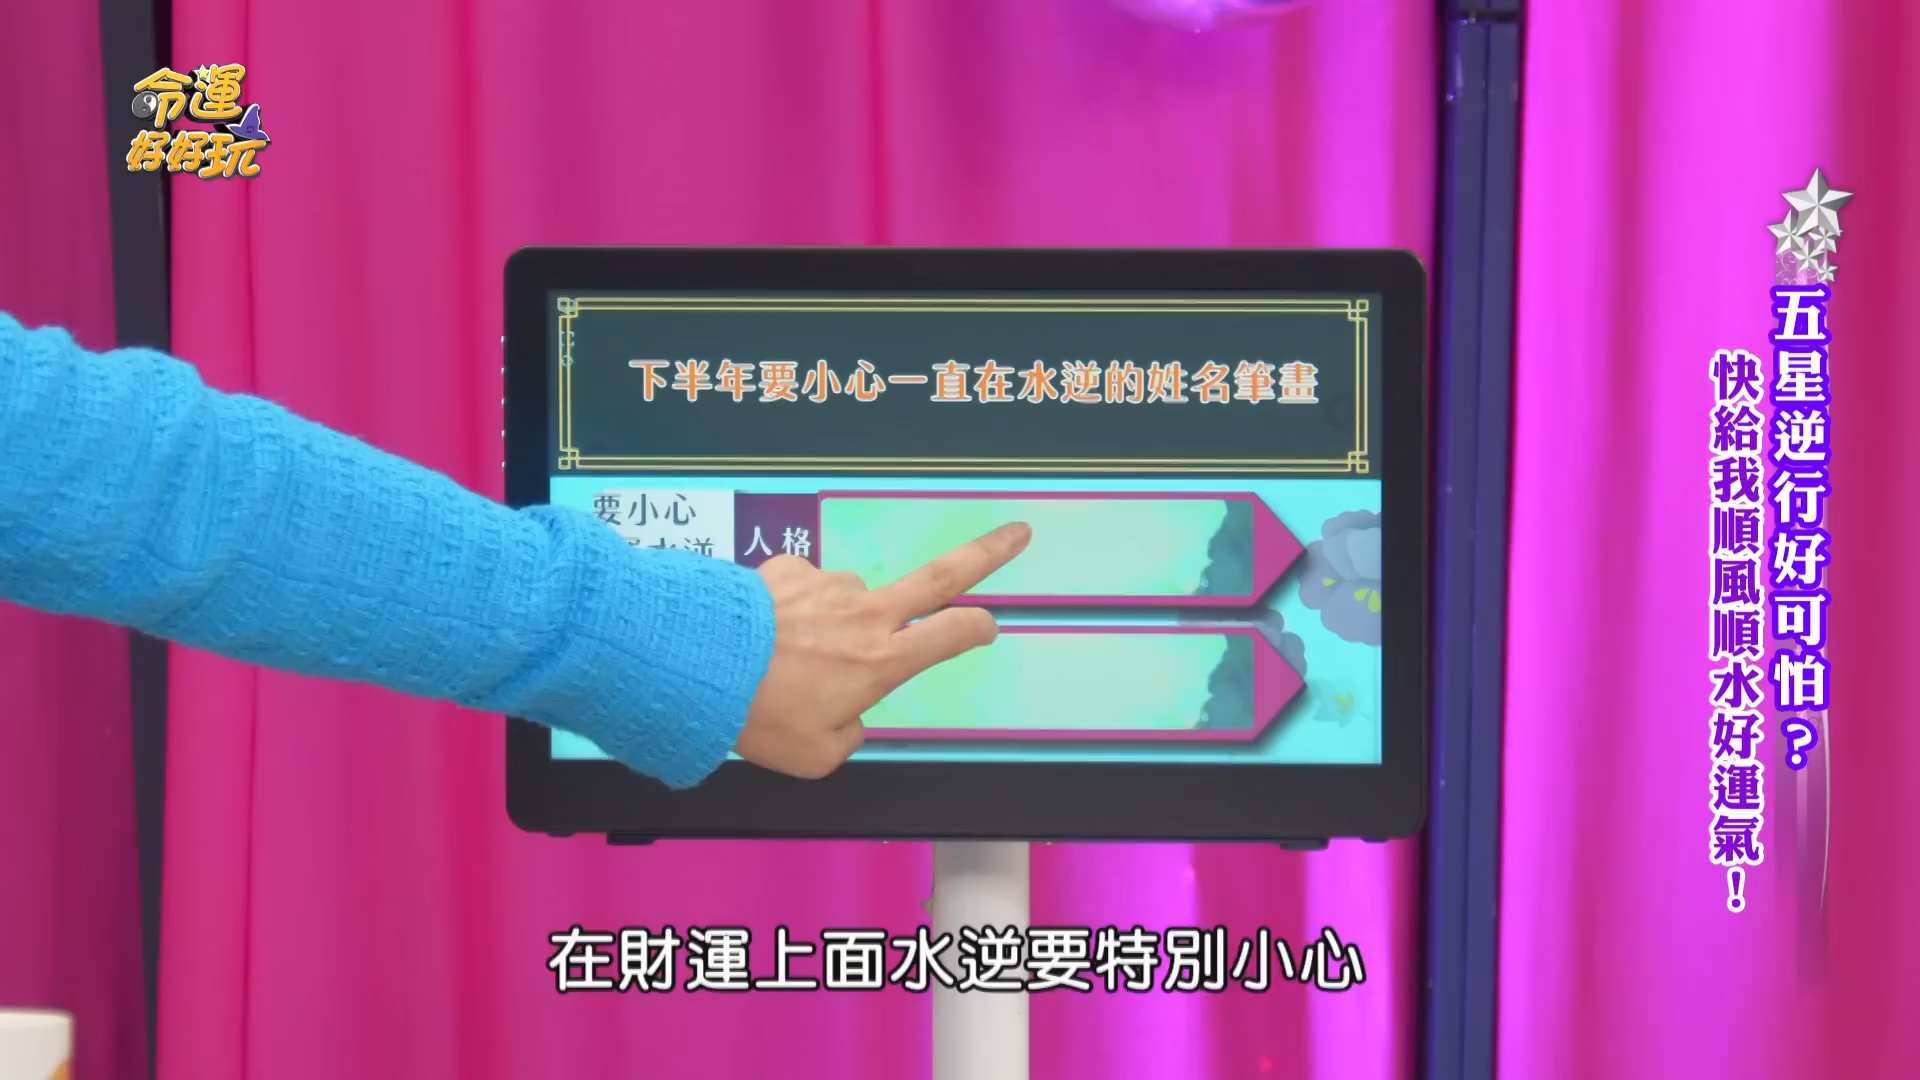 命運
好好玩
五星逆行好可怕?
快給我順風順水好運氣!
下半年要小心一直在水逆的姓名筆畫
要小心
水逆
人格
在財運上面水逆要特別小心